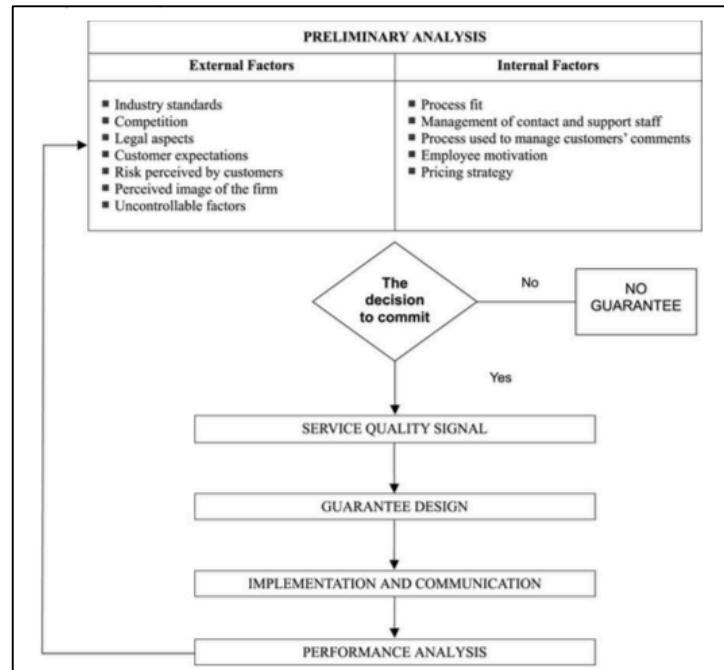 PRELIMINARY ANALYSIS
External Factors
Internal Factors
▪ Industry standards
▪ Competition
▪ Legal aspects
▪ Customer expectations
▪ Risk perceived by customers
▪ Perceived image of the firm
▪ Uncontrollable factors
▪ Process fit
▪ Management of contact and support staff
▪ Process used to manage customers' comments
▪ Employee motivation
▪ Pricing strategy
The
decision
to commit
No
NO
GUARANTEE
Yes
SERVICE QUALITY SIGNAL
GUARANTEE DESIGN
IMPLEMENTATION AND COMMUNICATION
PERFORMANCE ANALYSIS